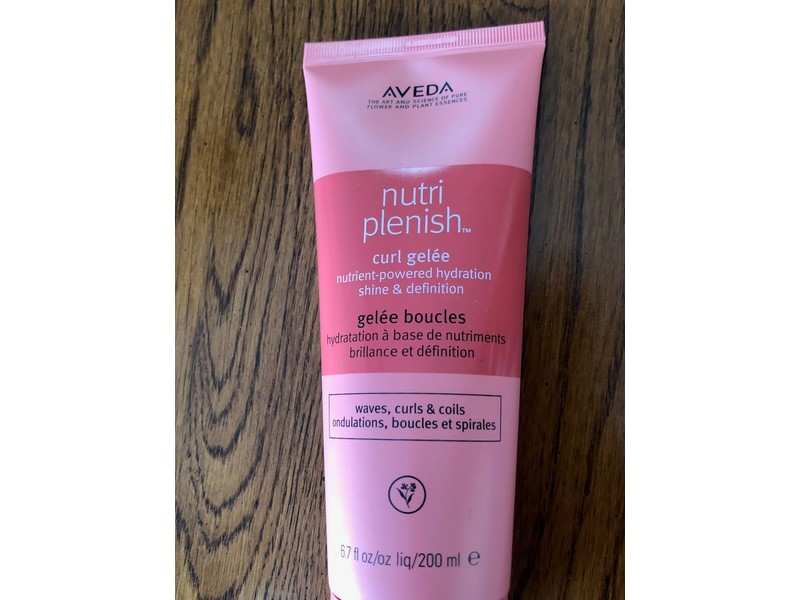 AVEDA
THE ART AND SCIENCE OF PURE
FLOWER AND PLANT ESSENCES
nutri
plenish™
curl gelée
nutrient-powered hydration
shine & definition
gelée boucles
hydratation à base de nutriments
brillance et définition
waves, curls & coils
ondulations, boucles et spirales
6.7 fl oz/oz liq/200 ml ℮